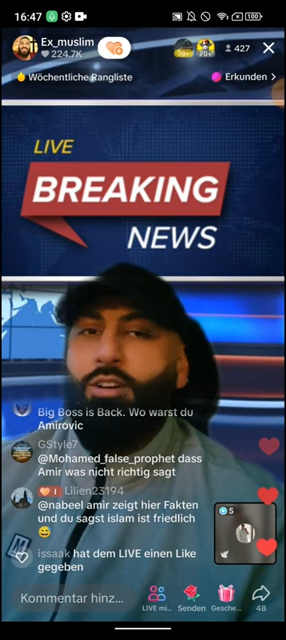 16:47
100
Ex_muslim
224.7K
427
Wöchentliche Rangliste
Erkunden
LIVE
BREAKING
NEWS
Big Boss is Back. Wo warst du
Amirovic
GStyle7
@Mohamed_false_prophet dass
Amir was nicht richtig sagt
1 Lilien23194
@nabeel amir zeigt hier Fakten
und du sagst islam ist friedlich
5
issaak hat dem LIVE einen Like
gegeben
Kommentar hinz...
LIVE mi...
Senden
Gesche...
48